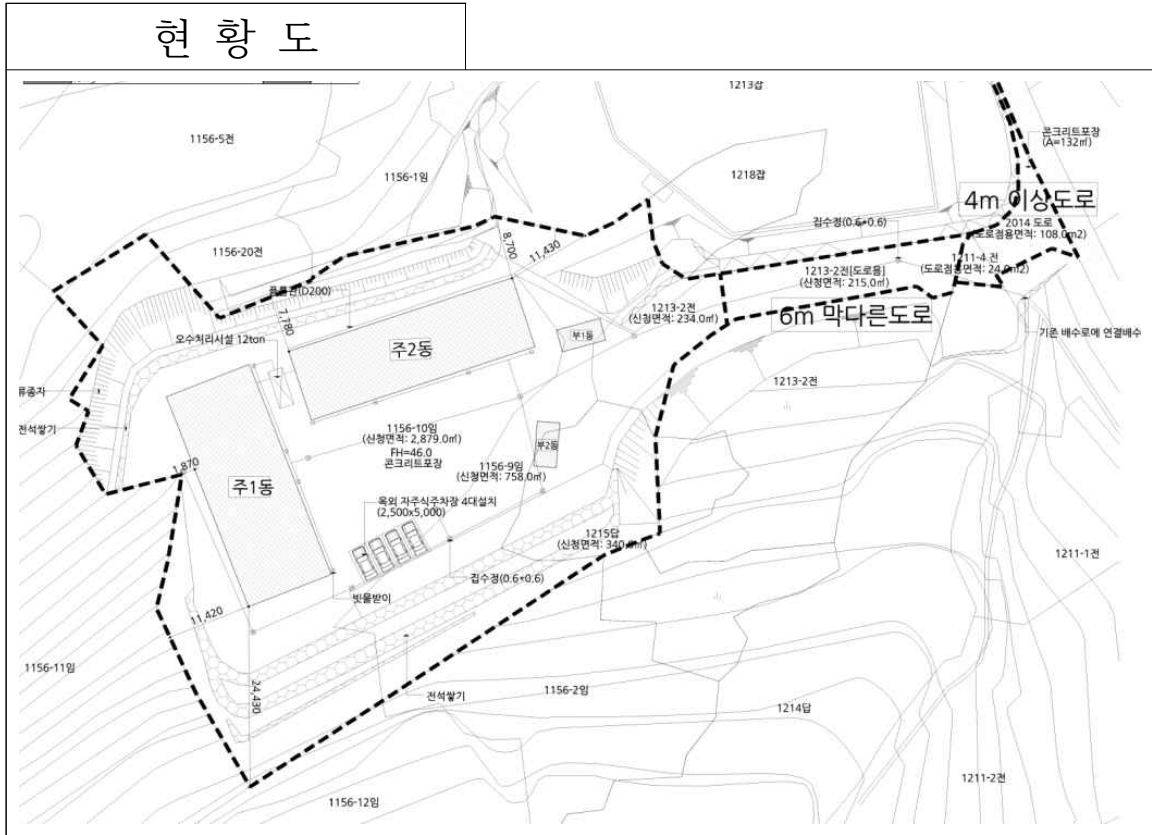 현 황 도
1213잡
콘크리트포장
(A=132㎡)
1156-5전
1156-1임
1218잡
4m 이상도로
집수정(0.6*0.6)
2014 도로
(도로점용면적: 108.0m2)
1156-20전
8,700
11,430
1211-4 전
(도로점용면적: 24.0m2)
1213-2전[도로용]
(신청면적: 215.0㎡)
1213-2전
(신청면적: 234.0㎡)
6m 막다른도로
7,780
오수처리시설 12ton
부1동
기존 배수로에 연결배수
주2동
1213-2전
류종자
전석쌓기
1156-10임
(신청면적: 2,879.0㎡)
FH=46.0
콘크리트포장
부2동
1156-9임
(신청면적: 758.0㎡)
1,870
주1동
옥외 자주식주차장 4대설치
(2,500x5,000)
1215답
(신청면적: 340.0㎡)
1211-1전
집수정(0.6*0.6)
빗물받이
11,420
1156-11임
24,430
전석쌓기
1156-2임
1214답
1211-2전
1156-12임